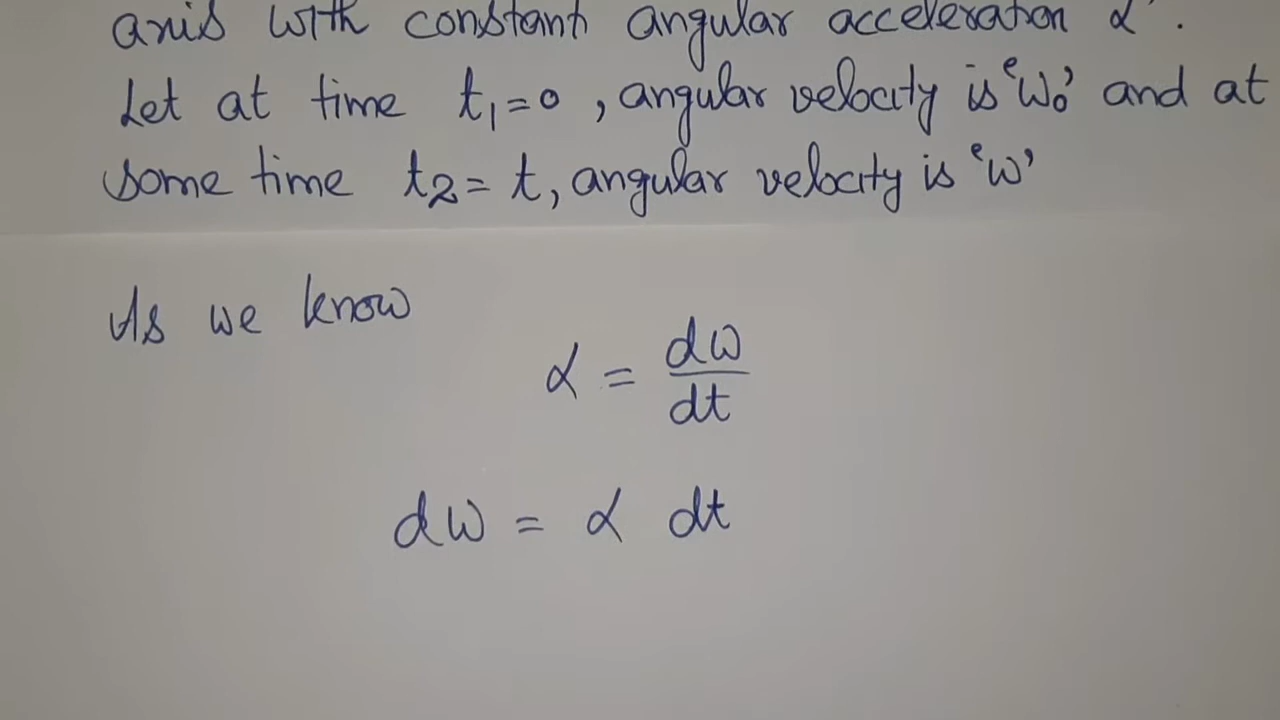 axis with constant angular acceleration α'.
Let at time t₁=0, angular velocity is 'ω₀' and at
some time t₂= t, angular velocity is 'ω'
As we know
α = dω/dt
dω = α dt